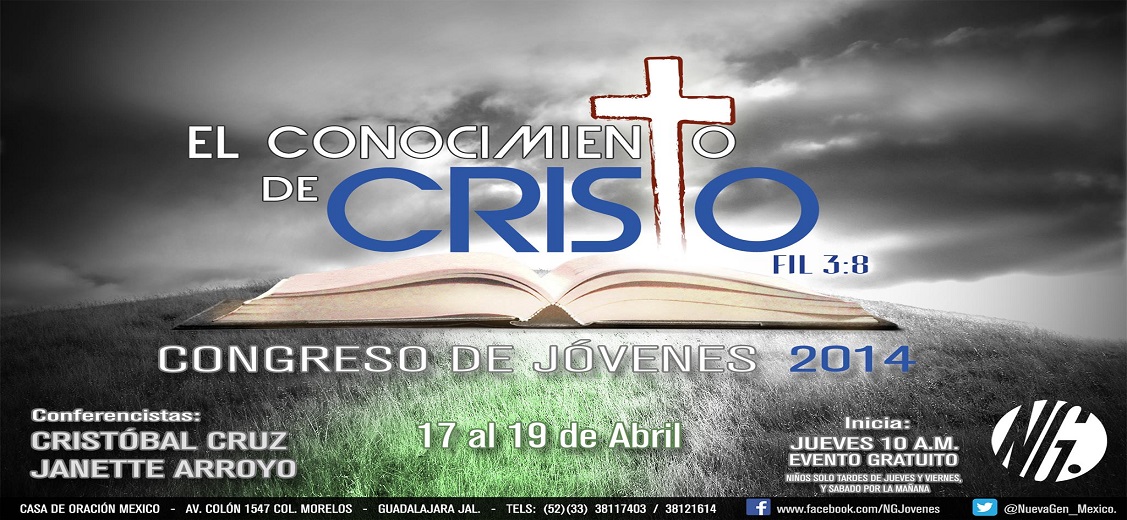 EL CONOCIMIENTO
DE CRISTO
FIL 3:8
CONGRESO DE JÓVENES 2014
Conferencistas:
CRISTÓBAL CRUZ
JANETTE ARROYO
17 al 19 de Abril
Inicia:
JUEVES 10 A.M.
EVENTO GRATUITO
NIÑOS SOLO TARDES DE JUEVES Y VIERNES,
Y SABADO POR LA MAÑANA
NG.
CASA DE ORACIÓN MEXICO - AV. COLÓN 1547 COL. MORELOS - GUADALAJARA JAL. - TELS: (52)(33) 38117403 / 38121614 www.facebook.com/NGJovenes @NuevaGen_Mexico.